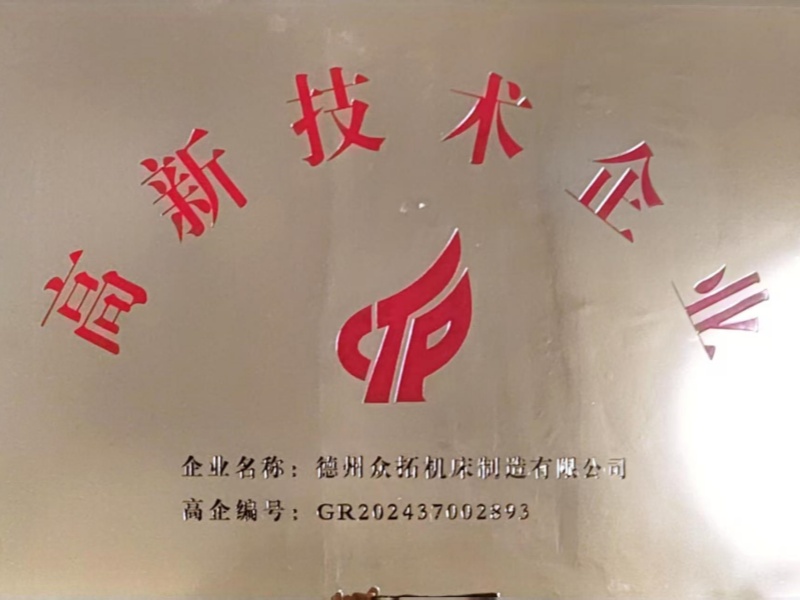 高新技术企业
CTP
企业名称：德州众拓机床制造有限公司
高企编号：GR202437002893